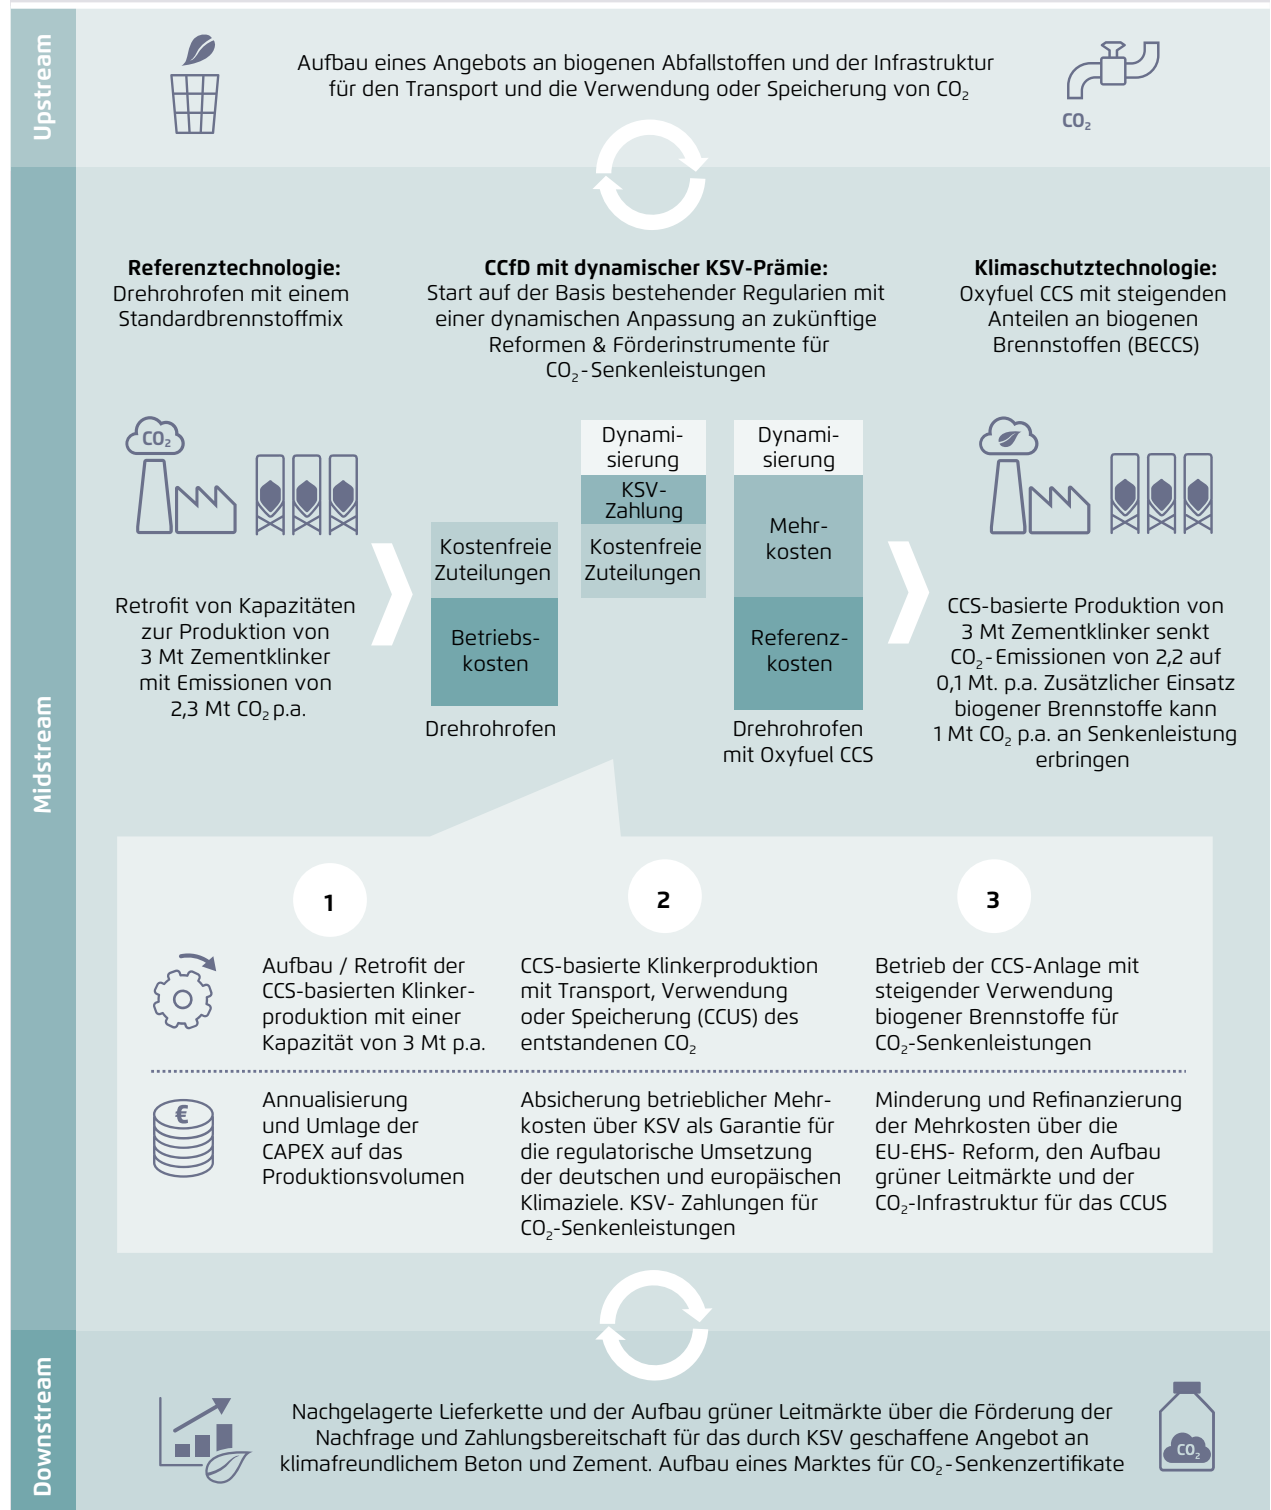 Upstream
Aufbau eines Angebots an biogenen Abfallstoffen und der Infrastruktur
für den Transport und die Verwendung oder Speicherung von CO₂
CO₂
Midstream
Referenztechnologie:
Drehrohrofen mit einem
Standardbrennstoffmix
CCfD mit dynamischer KSV-Prämie:
Start auf der Basis bestehender Regularien mit
einer dynamischen Anpassung an zukünftige
Reformen & Förderinstrumente für
CO₂-Senkenleistungen
Klimaschutztechnologie:
Oxyfuel CCS mit steigenden
Anteilen an biogenen
Brennstoffen (BECCS)
CO₂
Retrofit von Kapazitäten
zur Produktion von
3 Mt Zementklinker
mit Emissionen von
2,3 Mt CO₂ p.a.
Kostenfreie
Zuteilungen
Betriebs-
kosten
Drehrohrofen
Dynami-
sierung
KSV-
Zahlung
Kostenfreie
Zuteilungen
Dynami-
sierung
Mehr-
kosten
Referenz-
kosten
Drehrohrofen
mit Oxyfuel CCS
CCS-basierte Produktion von
3 Mt Zementklinker senkt
CO₂-Emissionen von 2,2 auf
0,1 Mt. p.a. Zusätzlicher Einsatz
biogener Brennstoffe kann
1 Mt CO₂ p.a. an Senkenleistung
erbringen
1
2
3
Aufbau / Retrofit der
CCS-basierten Klinker-
produktion mit einer
Kapazität von 3 Mt p.a.
CCS-basierte Klinkerproduktion
mit Transport, Verwendung
oder Speicherung (CCUS) des
entstandenen CO₂
Betrieb der CCS-Anlage mit
steigender Verwendung
biogener Brennstoffe für
CO₂-Senkenleistungen
€
Annualisierung
und Umlage der
CAPEX auf das
Produktionsvolumen
Absicherung betrieblicher Mehr-
kosten über KSV als Garantie für
die regulatorische Umsetzung
der deutschen und europäischen
Klimaziele. KSV- Zahlungen für
CO₂-Senkenleistungen
Minderung und Refinanzierung
der Mehrkosten über die
EU-EHS- Reform, den Aufbau
grüner Leitmärkte und der
CO₂-Infrastruktur für das CCUS
Downstream
Nachgelagerte Lieferkette und der Aufbau grüner Leitmärkte über die Förderung der
Nachfrage und Zahlungsbereitschaft für das durch KSV geschaffene Angebot an
klimafreundlichem Beton und Zement. Aufbau eines Marktes für CO₂-Senkenzertifikate
CO₂